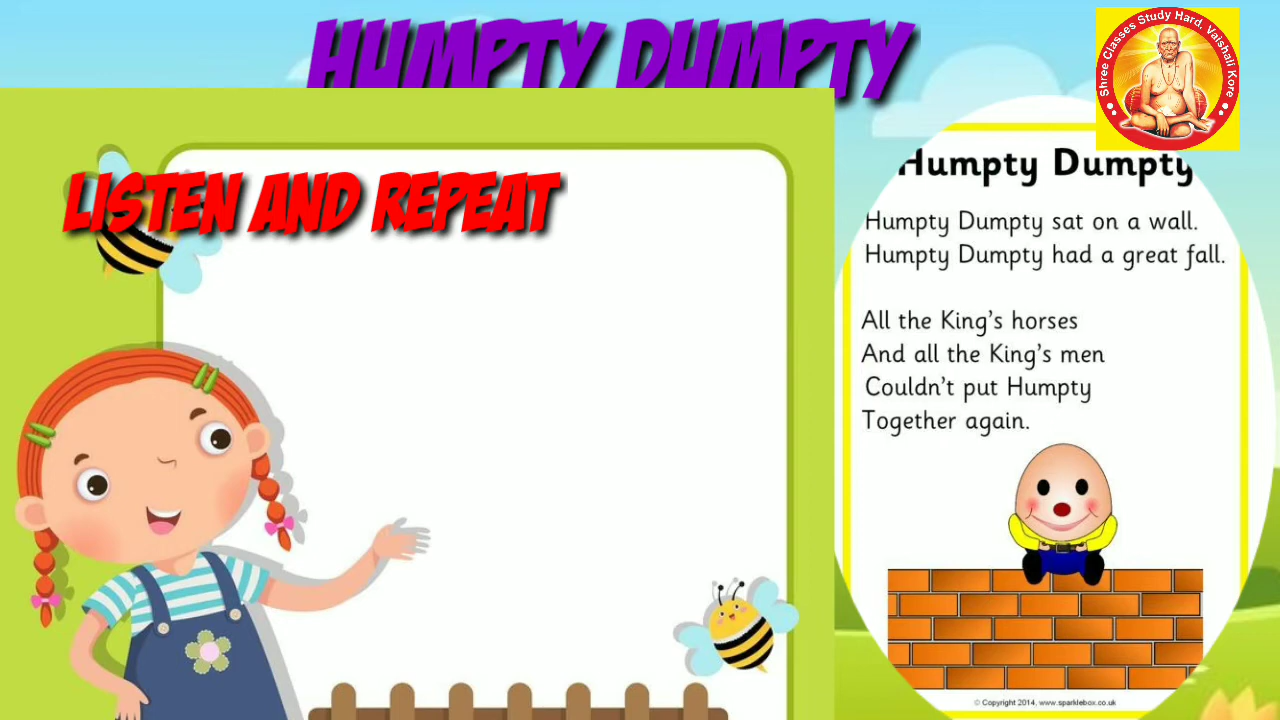 HUMPTY DUMPTY
Shree Classes Study Hard, Vaishali Kore
LISTEN AND REPEAT
Humpty Dumpty
Humpty Dumpty sat on a wall.
Humpty Dumpty had a great fall.
All the King's horses
And all the King's men
Couldn't put Humpty
Together again.
© Copyright 2014, www.sparklebox.co.uk